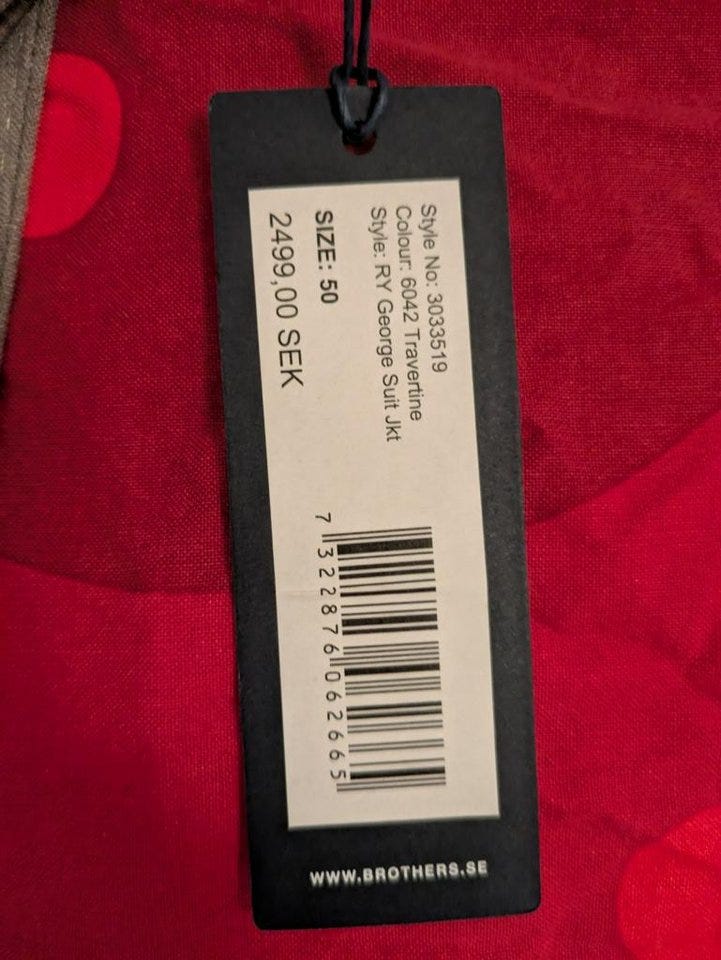 Style No: 3033519
Colour: 6042 Travertine
Style: RY George Suit Jkt
SIZE: 50
2499,00 SEK
7 322876 062665
WWW.BROTHERS.SE